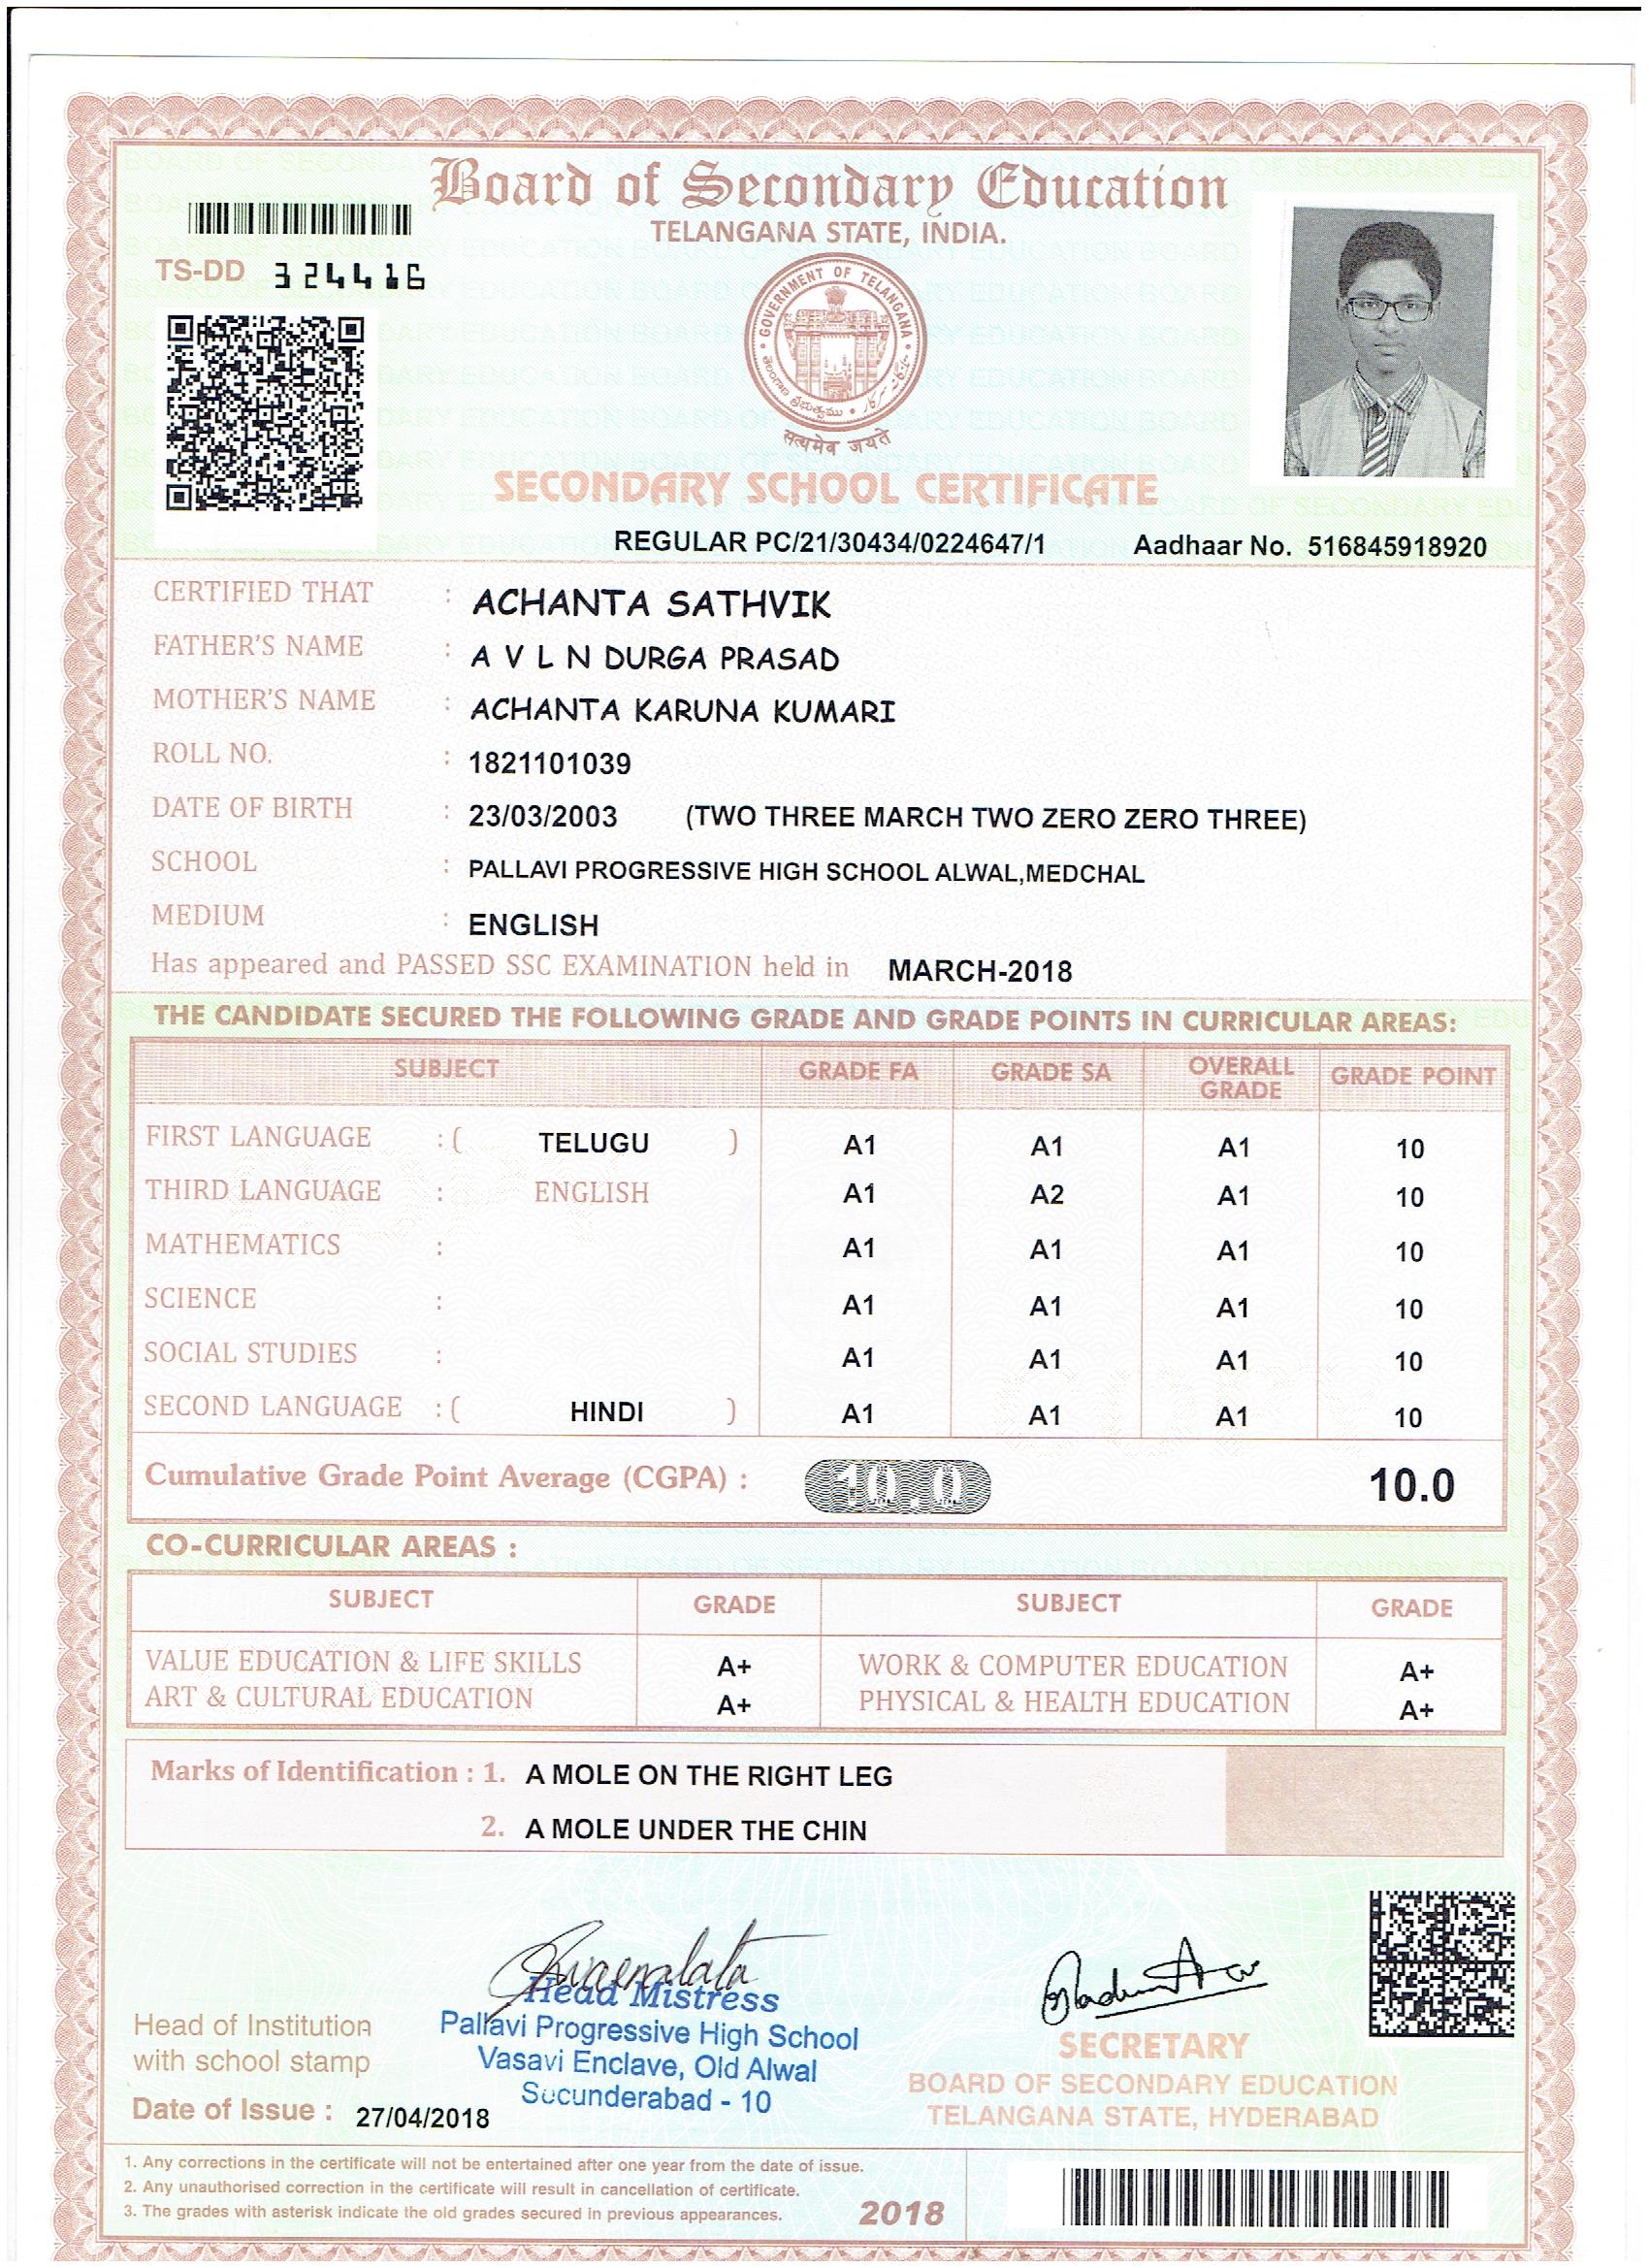 Board of Secondary Education
TELANGANA STATE, INDIA.
TS-DD 324416
GOVERNMENT OF TELANGANA
తెలంగాణ ప్రభుత్వము
सत्यमेव जयते
SECONDARY SCHOOL CERTIFICATE
REGULAR PC/21/30434/0224647/1 Aadhaar No. 516845918920
CERTIFIED THAT : ACHANTA SATHVIK
FATHER'S NAME : A V L N DURGA PRASAD
MOTHER'S NAME : ACHANTA KARUNA KUMARI
ROLL NO. : 1821101039
DATE OF BIRTH : 23/03/2003 (TWO THREE MARCH TWO ZERO ZERO THREE)
SCHOOL : PALLAVI PROGRESSIVE HIGH SCHOOL ALWAL,MEDCHAL
MEDIUM : ENGLISH
Has appeared and PASSED SSC EXAMINATION held in MARCH-2018
THE CANDIDATE SECURED THE FOLLOWING GRADE AND GRADE POINTS IN CURRICULAR AREAS:
SUBJECT GRADE FA GRADE SA OVERALL GRADE GRADE POINT
FIRST LANGUAGE : ( TELUGU ) A1 A1 A1 10
THIRD LANGUAGE : ENGLISH A1 A2 A1 10
MATHEMATICS : A1 A1 A1 10
SCIENCE : A1 A1 A1 10
SOCIAL STUDIES : A1 A1 A1 10
SECOND LANGUAGE : ( HINDI ) A1 A1 A1 10
Cumulative Grade Point Average (CGPA) : 10.0 10.0
CO-CURRICULAR AREAS :
SUBJECT GRADE SUBJECT GRADE
VALUE EDUCATION & LIFE SKILLS A+ WORK & COMPUTER EDUCATION A+
ART & CULTURAL EDUCATION A+ PHYSICAL & HEALTH EDUCATION A+
Marks of Identification : 1. A MOLE ON THE RIGHT LEG
2. A MOLE UNDER THE CHIN
Head Mistress
Pallavi Progressive High School
Vasavi Enclave, Old Alwal
Secunderabad - 10
Head of Institution
with school stamp
Date of Issue : 27/04/2018
SECRETARY
BOARD OF SECONDARY EDUCATION
TELANGANA STATE, HYDERABAD
1. Any corrections in the certificate will not be entertained after one year from the date of issue.
2. Any unauthorised correction in the certificate will result in cancellation of certificate.
3. The grades with asterisk indicate the old grades secured in previous appearances.
2018